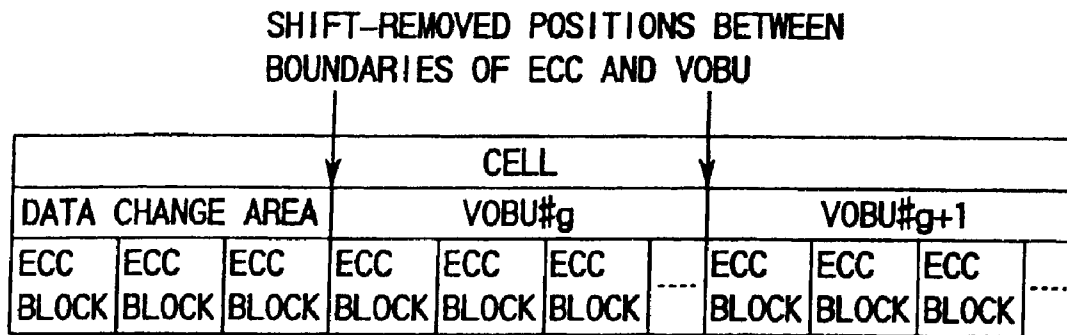 SHIFT-REMOVED POSITIONS BETWEEN
BOUNDARIES OF ECC AND VOBU
CELL
DATA CHANGE AREA VOBU#g VOBU#g+1
ECC ECC ECC ECC ECC ECC ECC ECC ECC
BLOCK BLOCK BLOCK BLOCK BLOCK BLOCK ····· BLOCK BLOCK BLOCK ·····